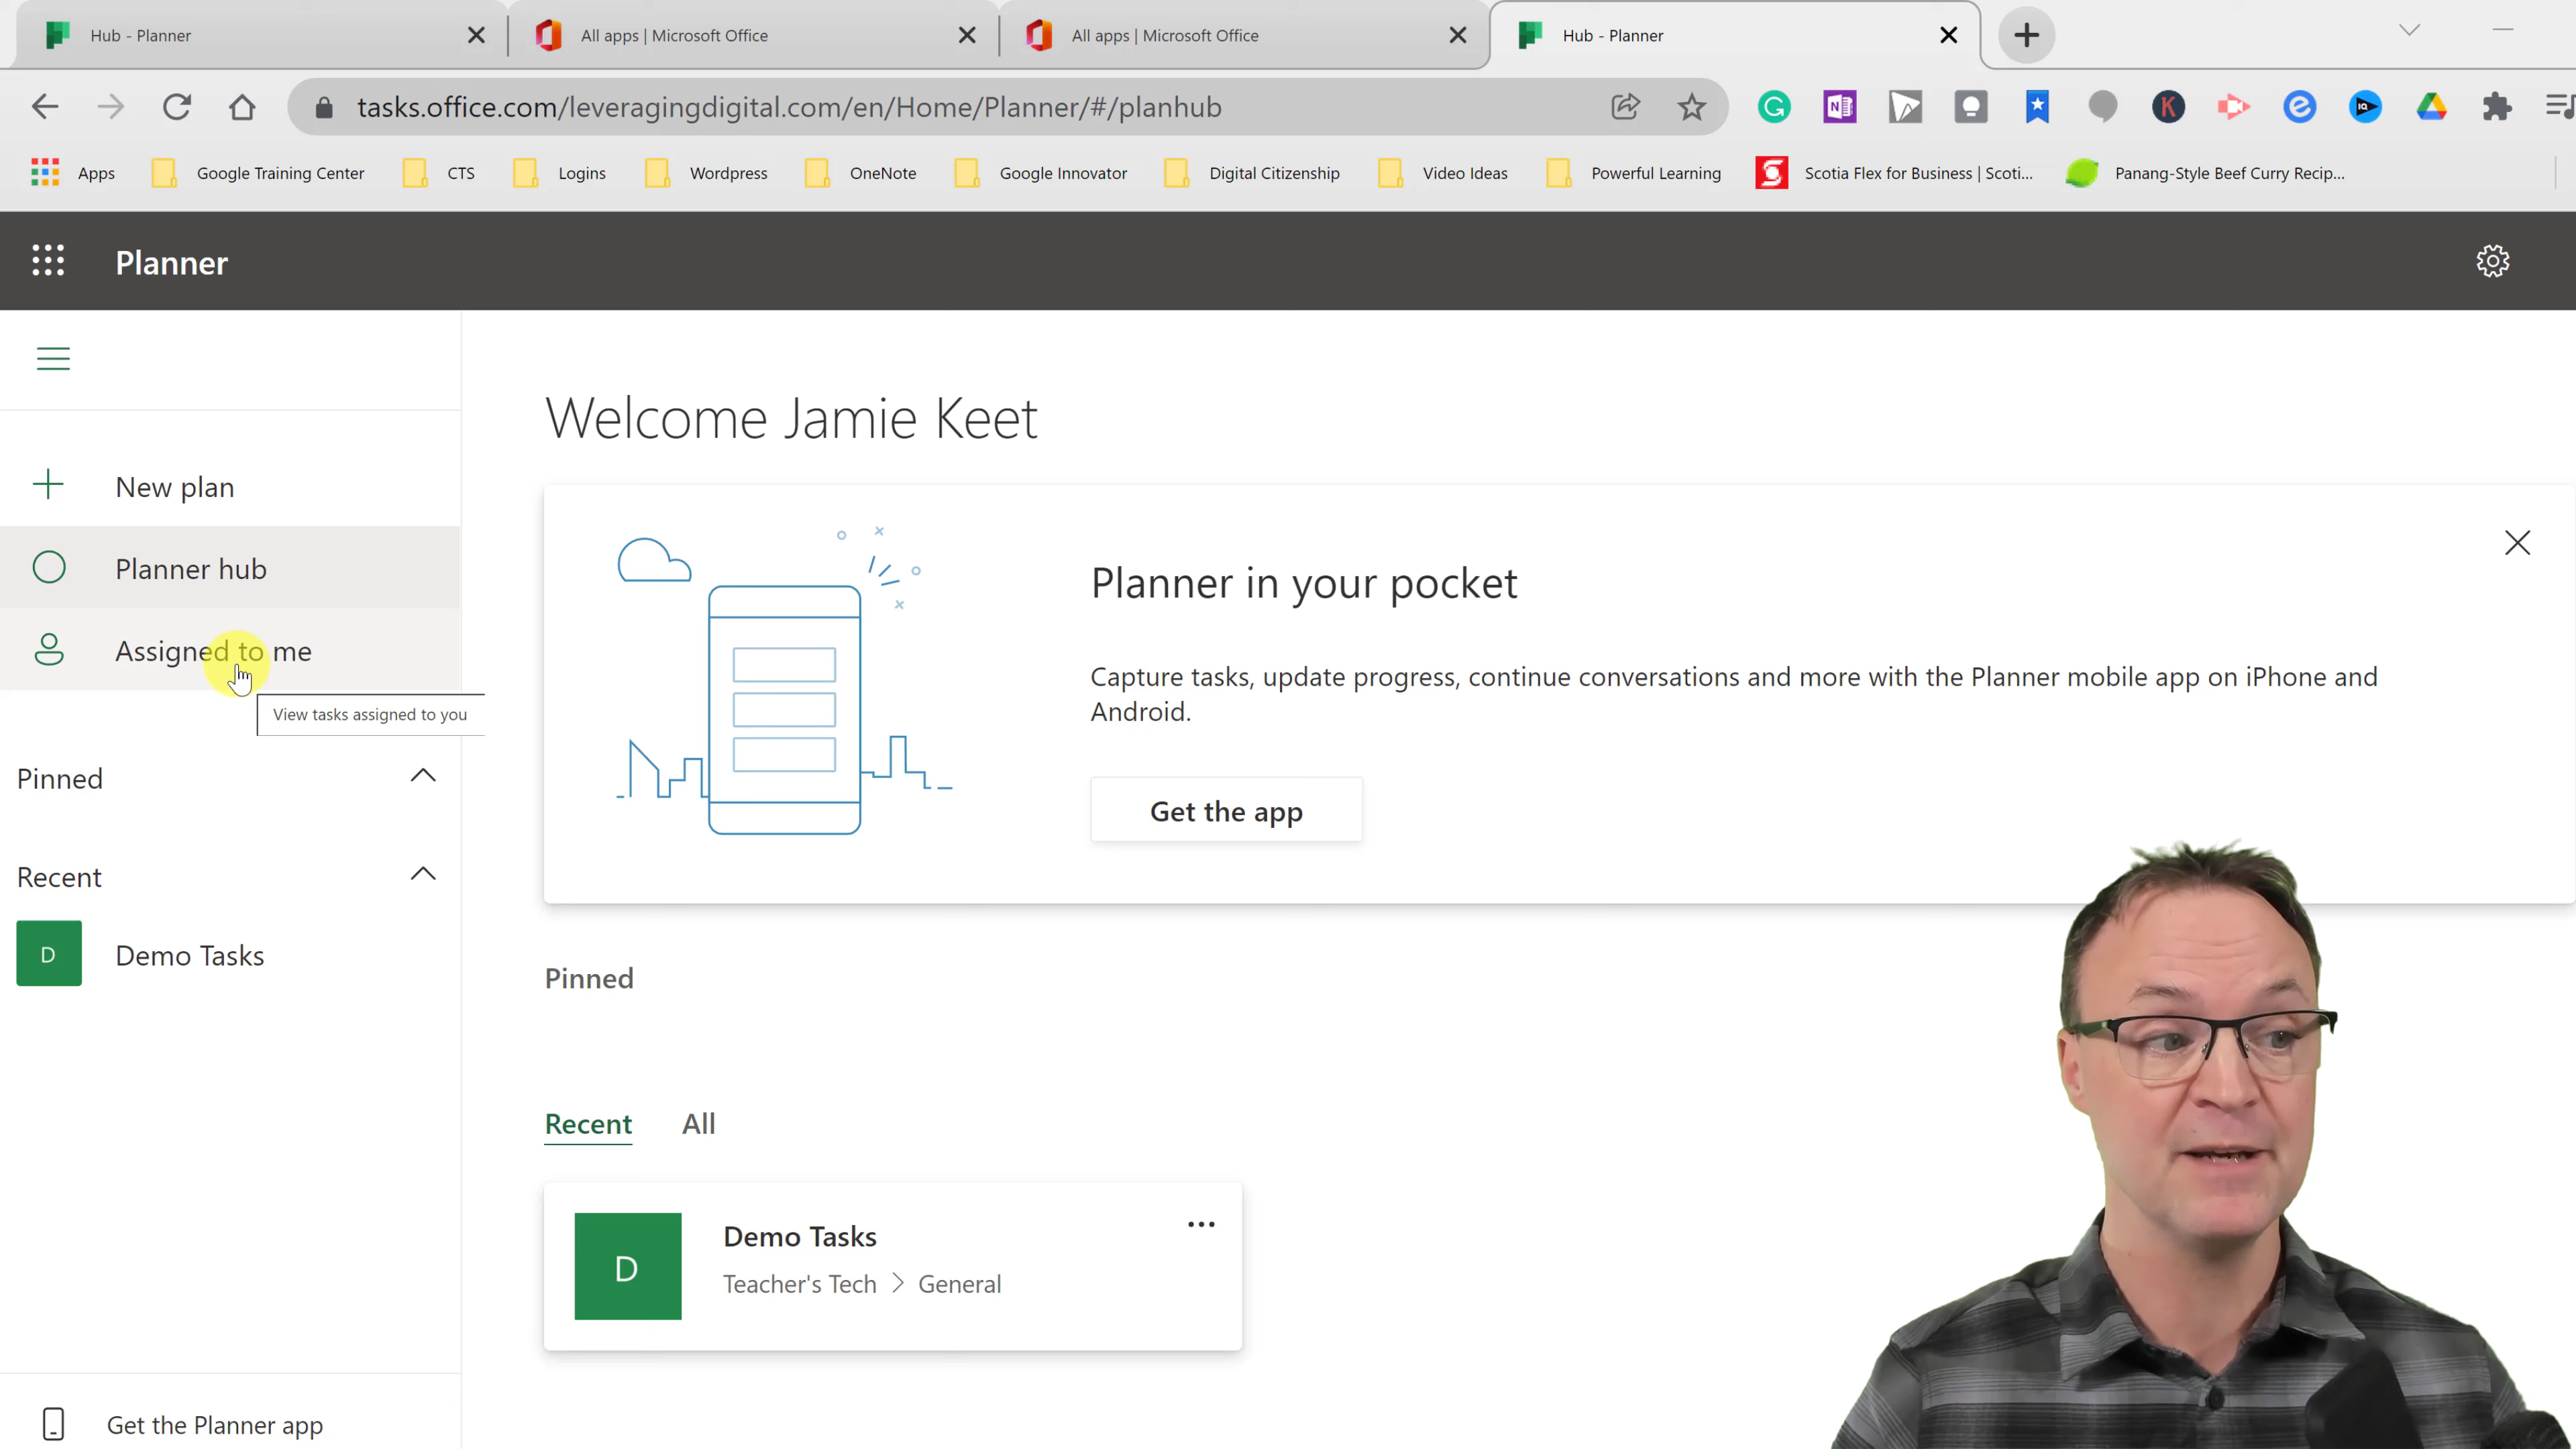 Hub - Planner
All apps | Microsoft Office
All apps | Microsoft Office
Hub - Planner
tasks.office.com/leveragingdigital.com/en/Home/Planner/#/planhub
Apps
Google Training Center
CTS
Logins
Wordpress
OneNote
Google Innovator
Digital Citizenship
Video Ideas
Powerful Learning
Scotia Flex for Business | Scoti...
Panang-Style Beef Curry Recip...
Planner
New plan
Planner hub
Assigned to me
View tasks assigned to you
Pinned
Recent
D
Demo Tasks
Get the Planner app
Welcome Jamie Keet
Planner in your pocket
Capture tasks, update progress, continue conversations and more with the Planner mobile app on iPhone and
Android.
Get the app
Pinned
Recent All
D
Demo Tasks
Teacher's Tech > General